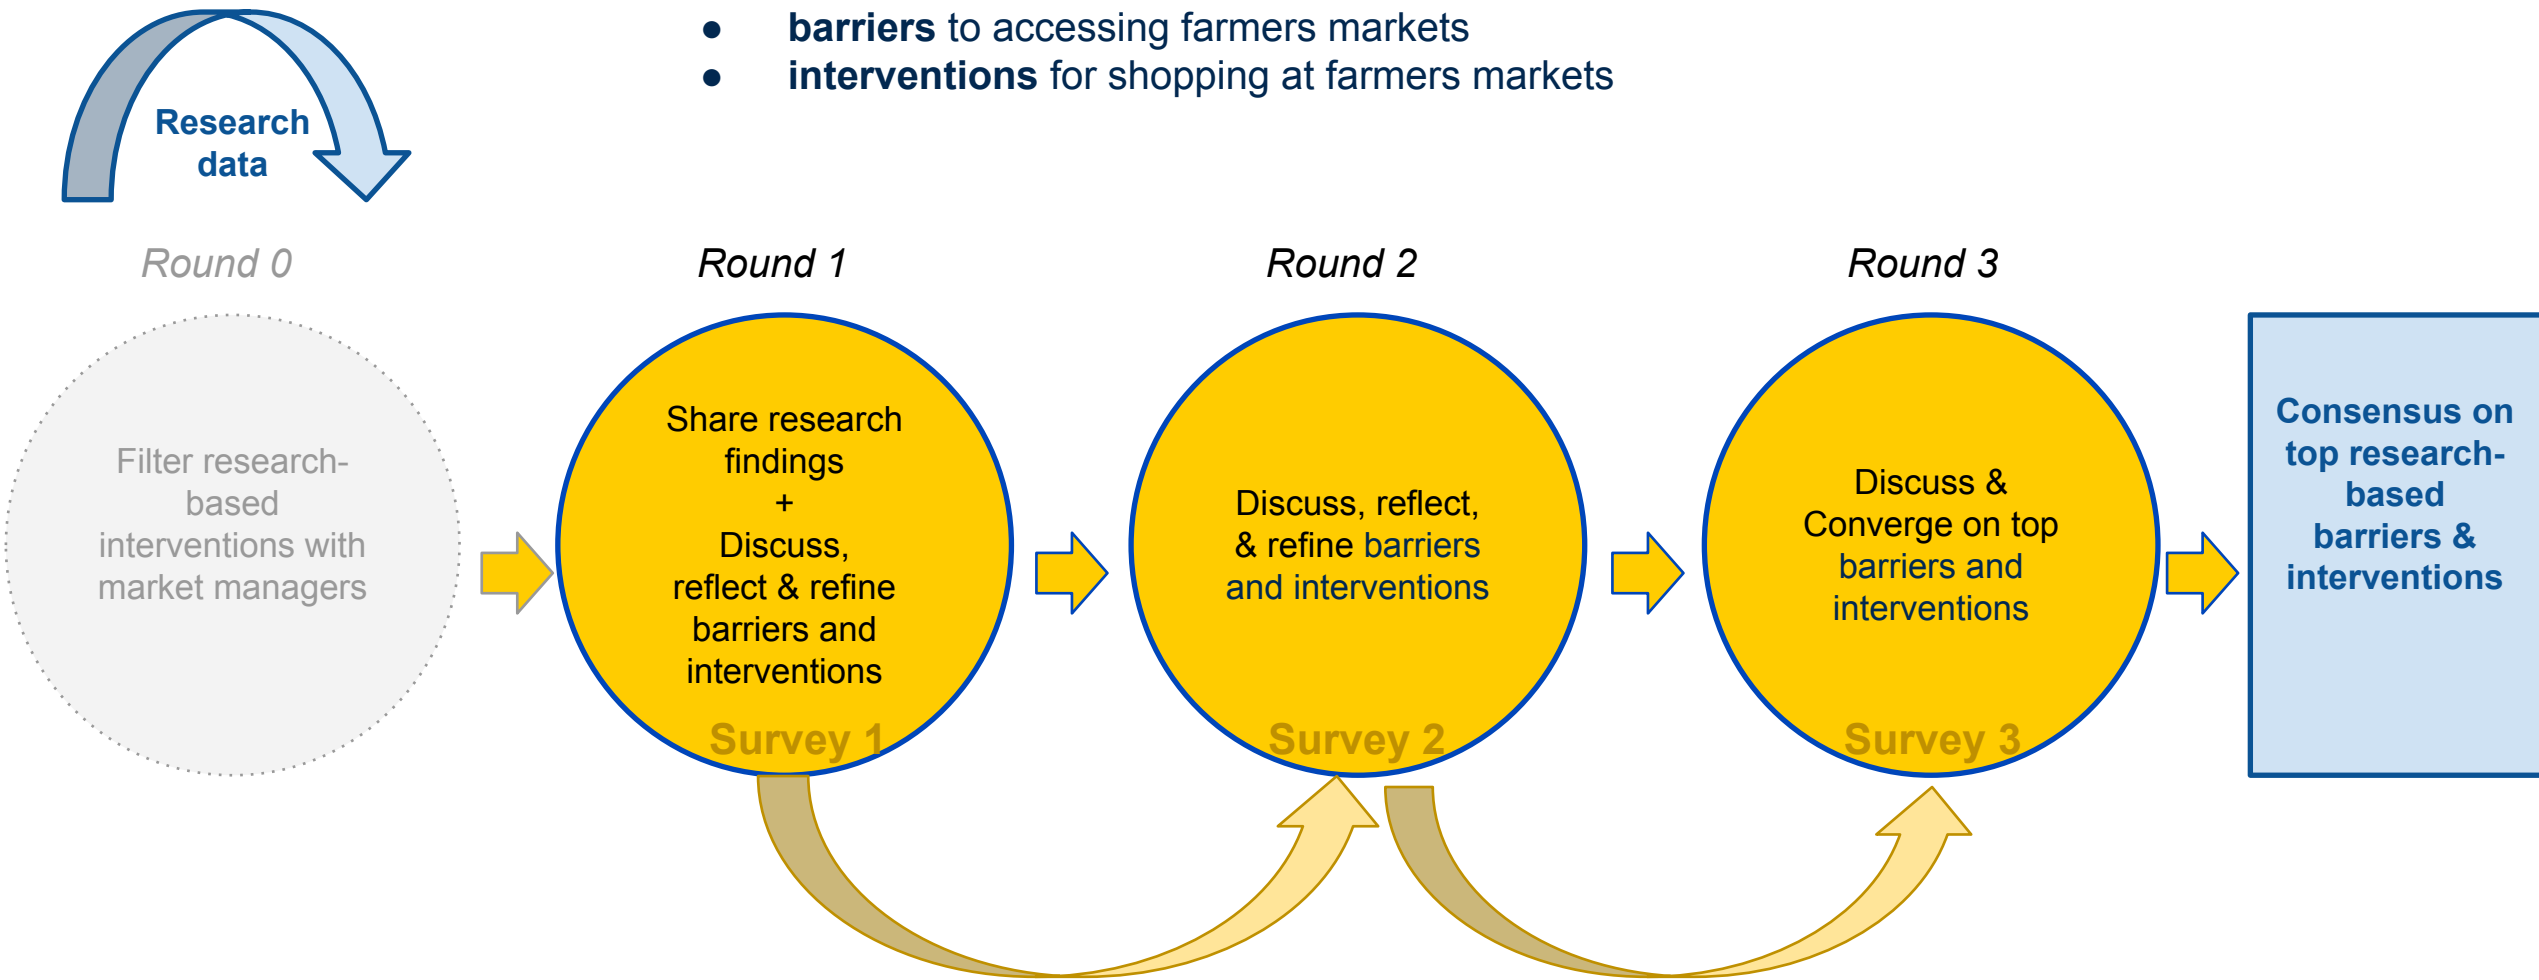 ● barriers to accessing farmers markets
● interventions for shopping at farmers markets
Research
data
Round 0
Filter research-
based
interventions with
market managers
Round 1
Share research
findings
+
Discuss,
reflect & refine
barriers and
interventions
Survey 1
Round 2
Discuss, reflect,
& refine barriers
and interventions
Survey 2
Round 3
Discuss &
Converge on top
barriers and
interventions
Survey 3
Consensus on
top research-
based
barriers &
interventions